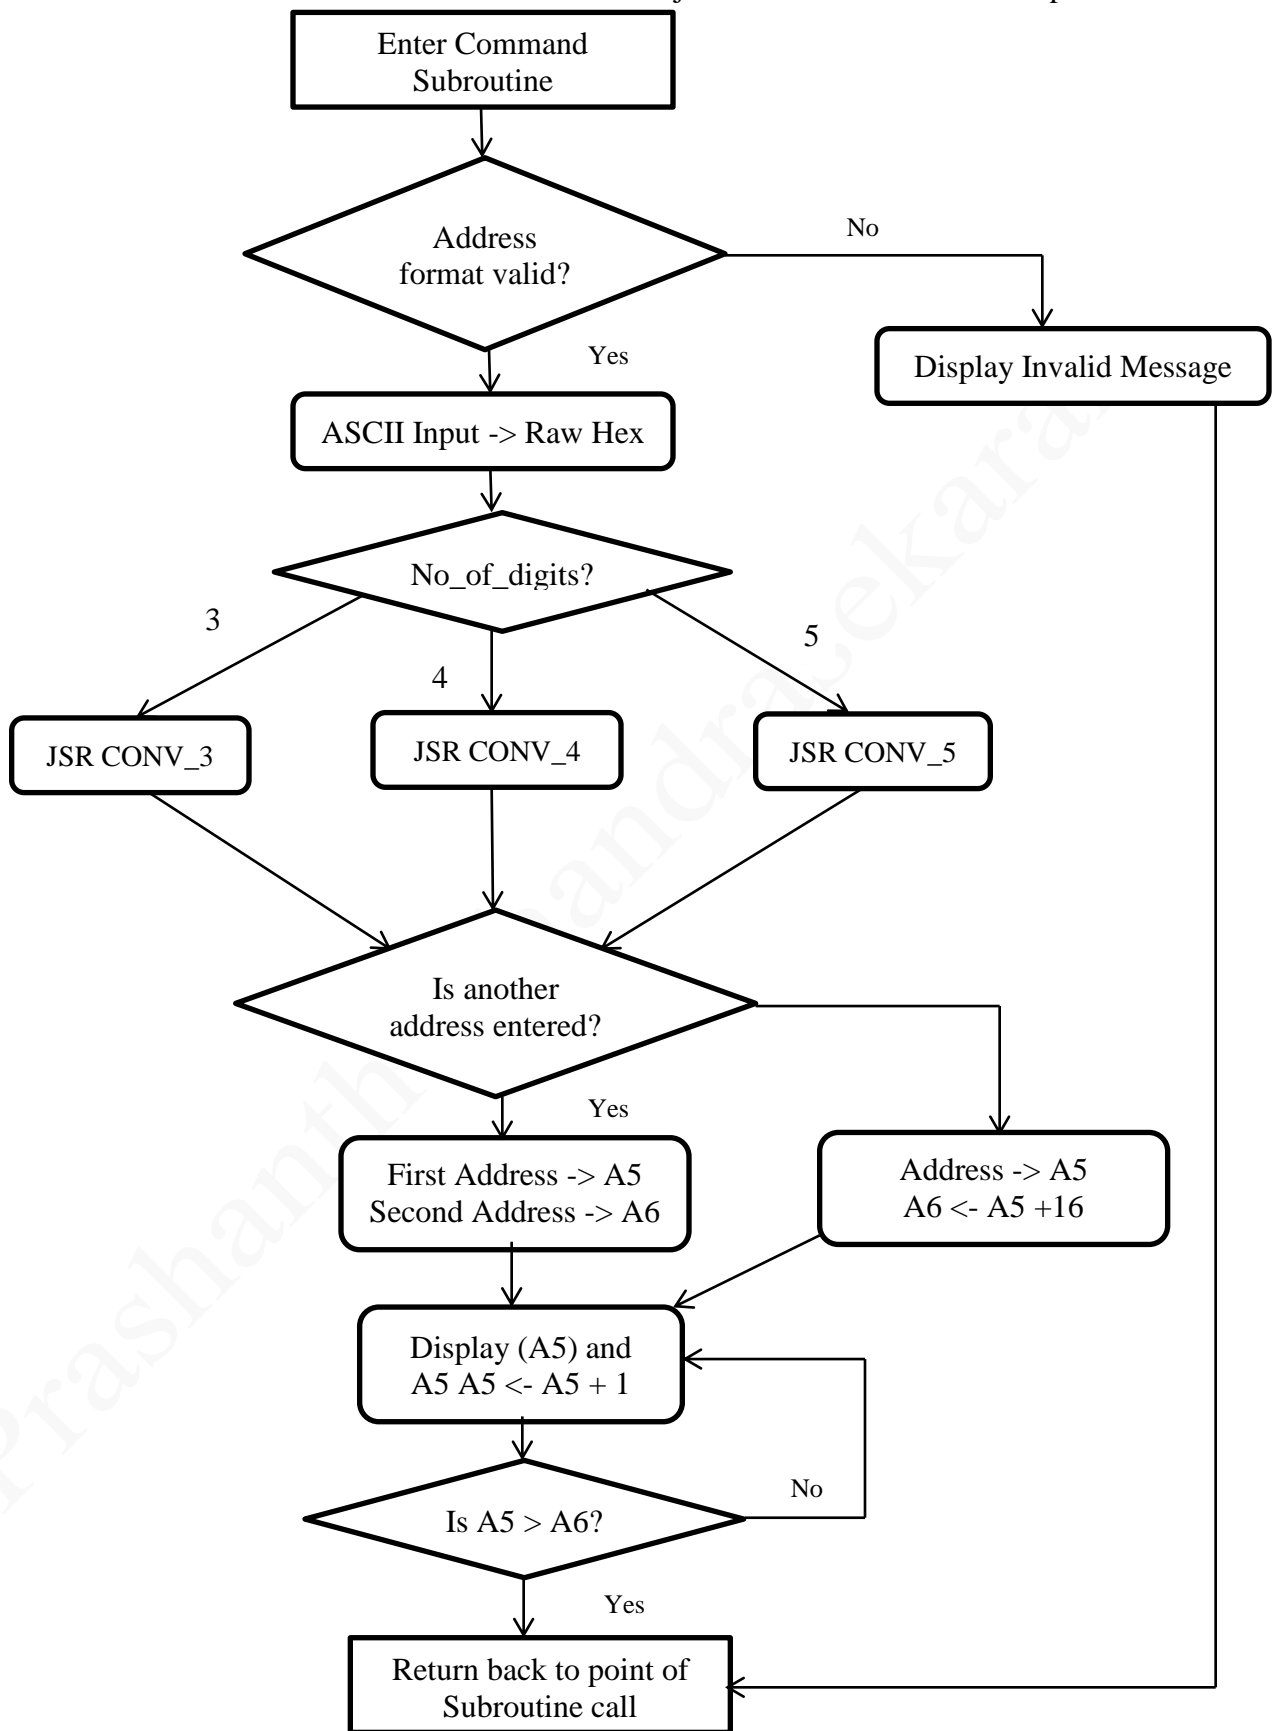 Enter Command
Subroutine
Address
format valid?
No
Yes
Display Invalid Message
ASCII Input -> Raw Hex
No_of_digits?
3
4
5
JSR CONV_3
JSR CONV_4
JSR CONV_5
Is another
address entered?
Yes
First Address -> A5
Second Address -> A6
Address -> A5
A6 <- A5 +16
Display (A5) and
A5 A5 <- A5 + 1
No
Is A5 > A6?
Yes
Return back to point of
Subroutine call